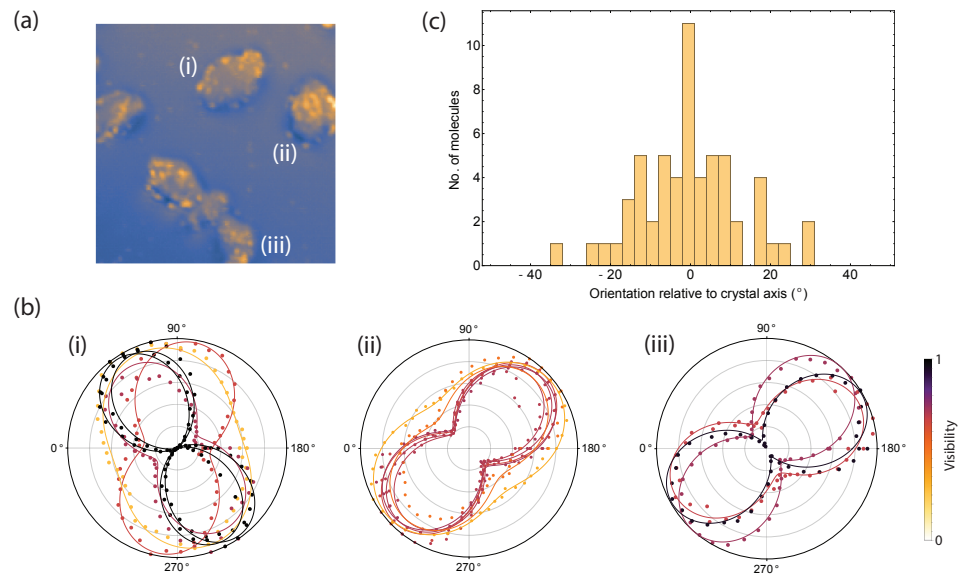 (a)
(i)
(ii)
(iii)
(c)
No. of molecules
10
8
6
4
2
0
- 40
- 20
0
20
40
Orientation relative to crystal axis (°)
(b)
(i)
90 °
0 °
180 °
270 °
(ii)
90 °
0 °
180 °
270 °
(iii)
90 °
0 °
180 °
270 °
1
0
Visibility